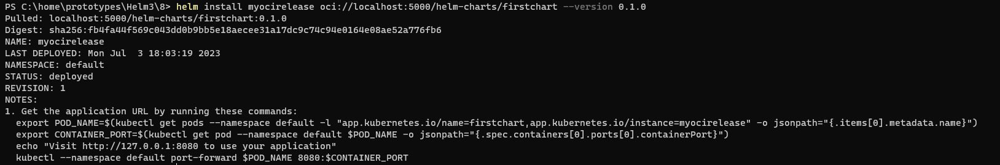 PS C:\home\prototypes\Helm3\8> helm install myocirelease oci://localhost:5000/helm-charts/firstchart --version 0.1.0
Pulled: localhost:5000/helm-charts/firstchart:0.1.0
Digest: sha256:fb4fa44f569c043dd0b9bb5e18aecee31a17dc9c74c94e0164e08ae52a776fb6
NAME: myocirelease
LAST DEPLOYED: Mon Jul  3 18:03:19 2023
NAMESPACE: default
STATUS: deployed
REVISION: 1
NOTES:
1. Get the application URL by running these commands:
  export POD_NAME=$(kubectl get pods --namespace default -l "app.kubernetes.io/name=firstchart,app.kubernetes.io/instance=myocirelease" -o jsonpath="{.items[0].metadata.name}")
  export CONTAINER_PORT=$(kubectl get pod --namespace default $POD_NAME -o jsonpath="{.spec.containers[0].ports[0].containerPort}")
  echo "Visit http://127.0.0.1:8080 to use your application"
  kubectl --namespace default port-forward $POD_NAME 8080:$CONTAINER_PORT